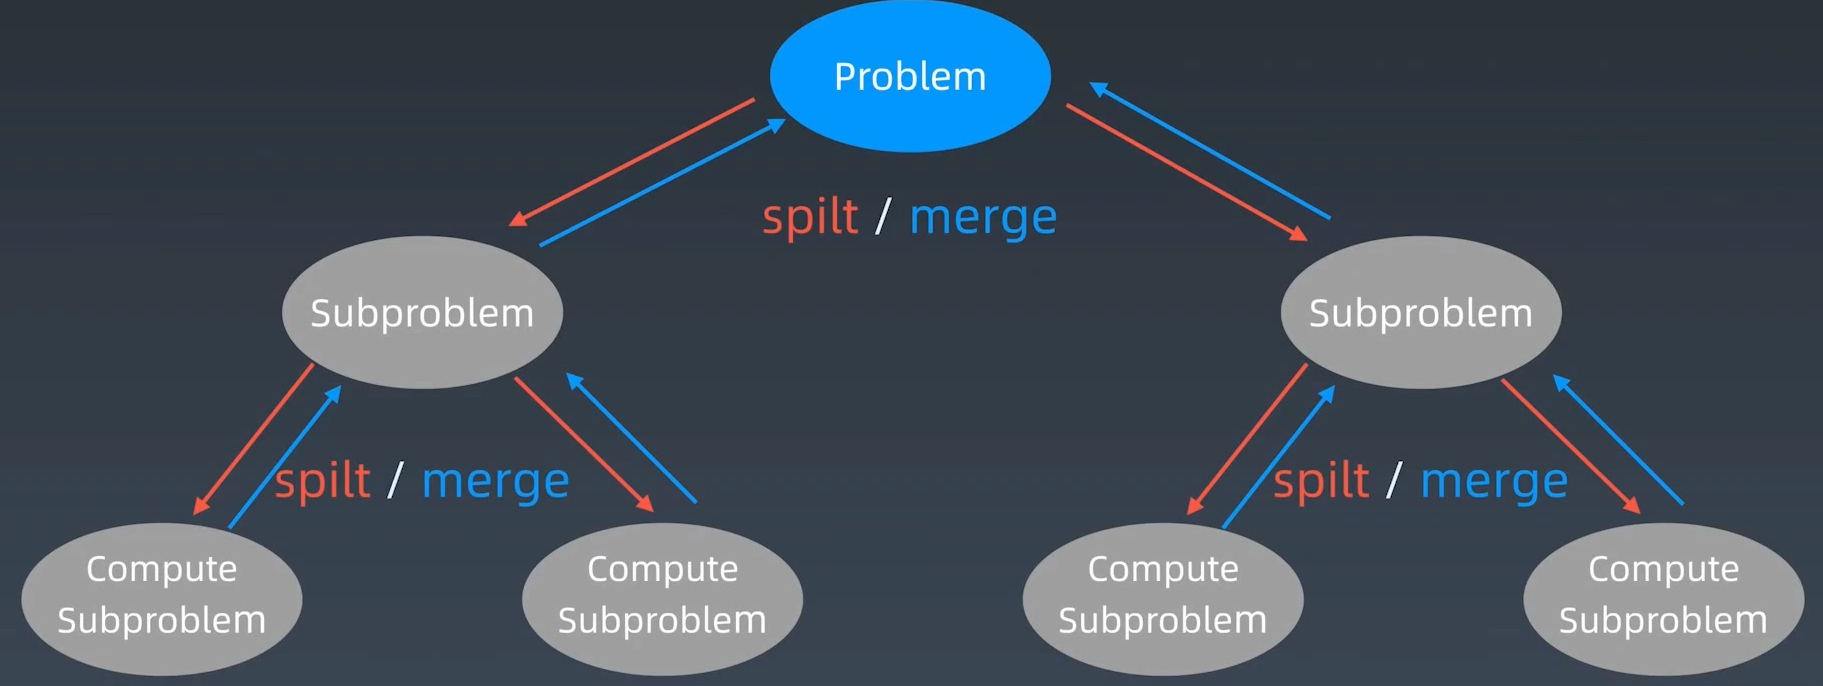 Problem
spilt / merge
Subproblem
Subproblem
spilt / merge
spilt / merge
Compute
Subproblem
Compute
Subproblem
Compute
Subproblem
Compute
Subproblem